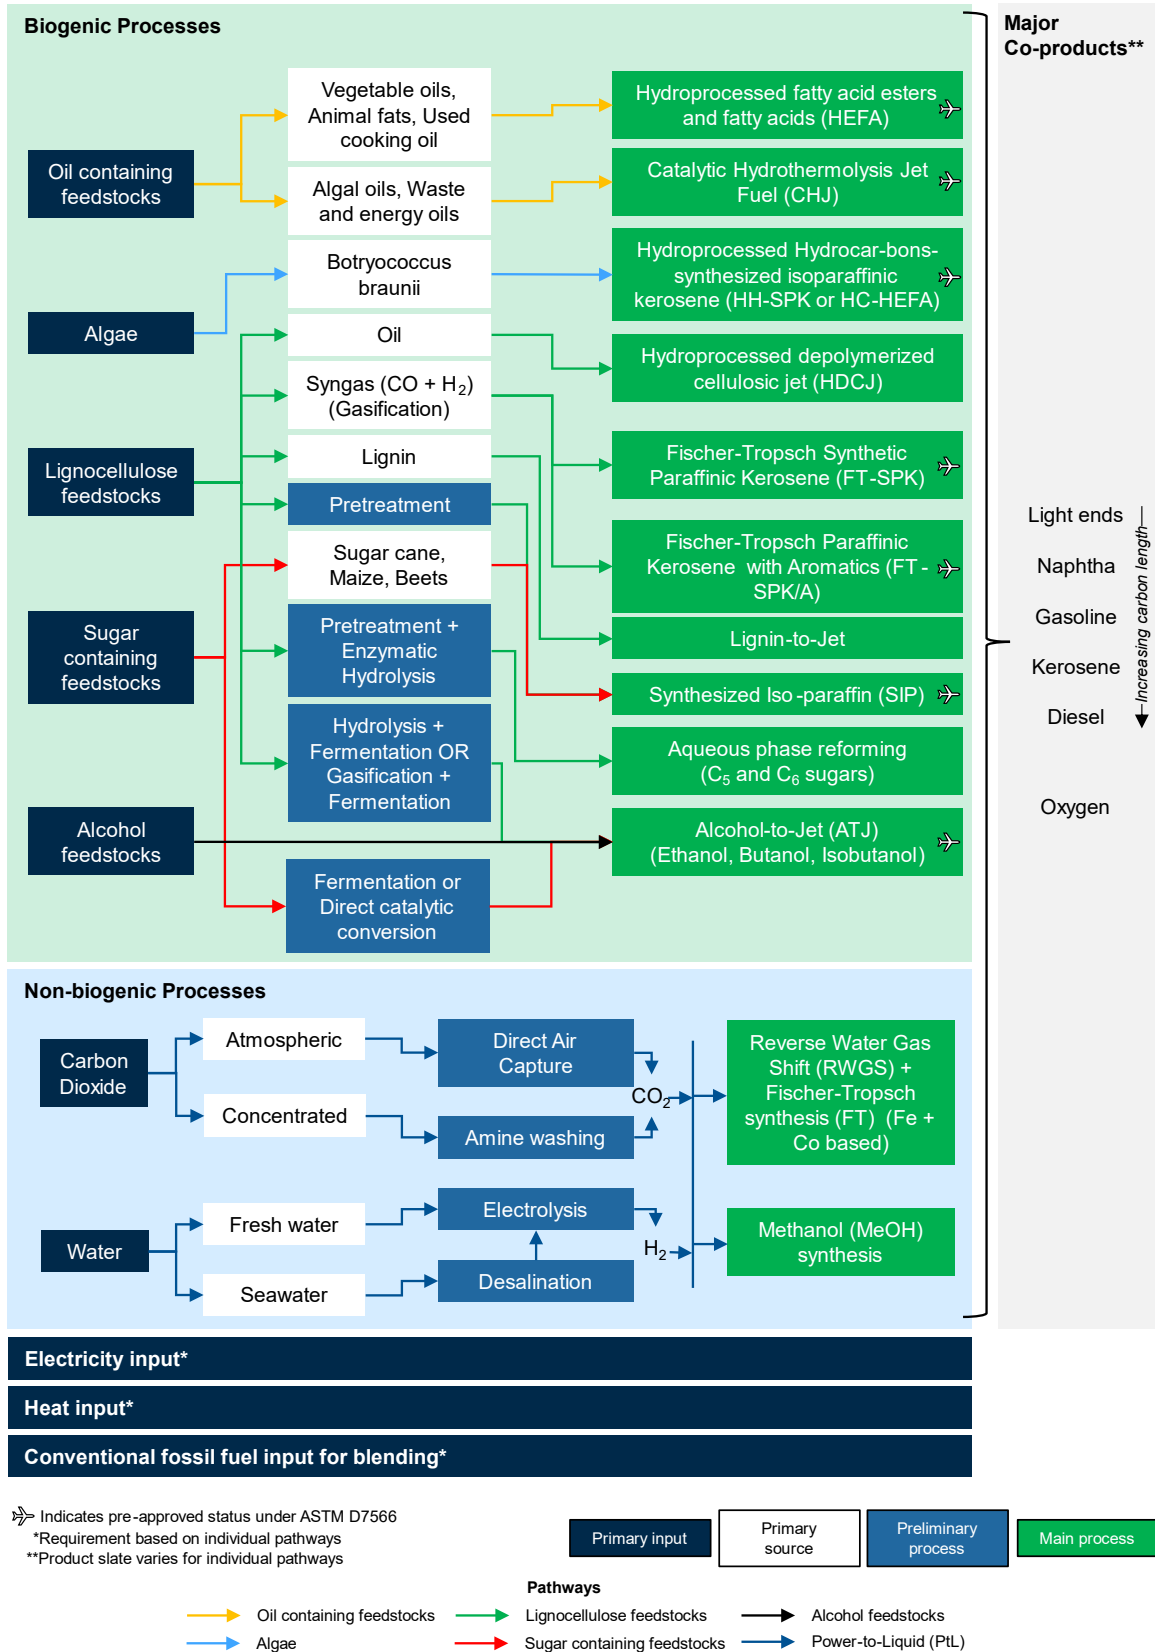 Biogenic Processes
Major
Co-products**
Vegetable oils,
Animal fats, Used
cooking oil
Hydroprocessed fatty acid esters
and fatty acids (HEFA)
Oil containing
feedstocks
Algal oils, Waste
and energy oils
Catalytic Hydrothermolysis Jet
Fuel (CHJ)
Botryococcus
braunii
Hydroprocessed Hydrocar-bons-
synthesized isoparaffinic
kerosene (HH-SPK or HC-HEFA)
Algae
Oil
Hydroprocessed depolymerized
cellulosic jet (HDCJ)
Syngas (CO + H₂)
(Gasification)
Lignocellulose
feedstocks
Lignin
Fischer-Tropsch Synthetic
Paraffinic Kerosene (FT-SPK)
Pretreatment
Sugar cane,
Maize, Beets
Fischer-Tropsch Paraffinic
Kerosene with Aromatics (FT-
SPK/A)
Sugar
containing
feedstocks
Pretreatment +
Enzymatic
Hydrolysis
Lignin-to-Jet
Synthesized Iso-paraffin (SIP)
Hydrolysis +
Fermentation OR
Gasification +
Fermentation
Aqueous phase reforming
(C₅ and C₆ sugars)
Alcohol
feedstocks
Alcohol-to-Jet (ATJ)
(Ethanol, Butanol, Isobutanol)
Fermentation or
Direct catalytic
conversion
Light ends
Naphtha
Gasoline
Kerosene
Diesel
Increasing carbon length
Oxygen
Non-biogenic Processes
Carbon
Dioxide
Atmospheric
Direct Air
Capture
Concentrated
Amine washing
CO₂
Reverse Water Gas
Shift (RWGS) +
Fischer-Tropsch
synthesis (FT) (Fe +
Co based)
Water
Fresh water
Electrolysis
H₂
Seawater
Desalination
Methanol (MeOH)
synthesis
Electricity input*
Heat input*
Conventional fossil fuel input for blending*
Indicates pre-approved status under ASTM D7566
*Requirement based on individual pathways
**Product slate varies for individual pathways
Primary input
Primary
source
Preliminary
process
Main process
Pathways
Oil containing feedstocks
Lignocellulose feedstocks
Alcohol feedstocks
Algae
Sugar containing feedstocks
Power-to-Liquid (PtL)